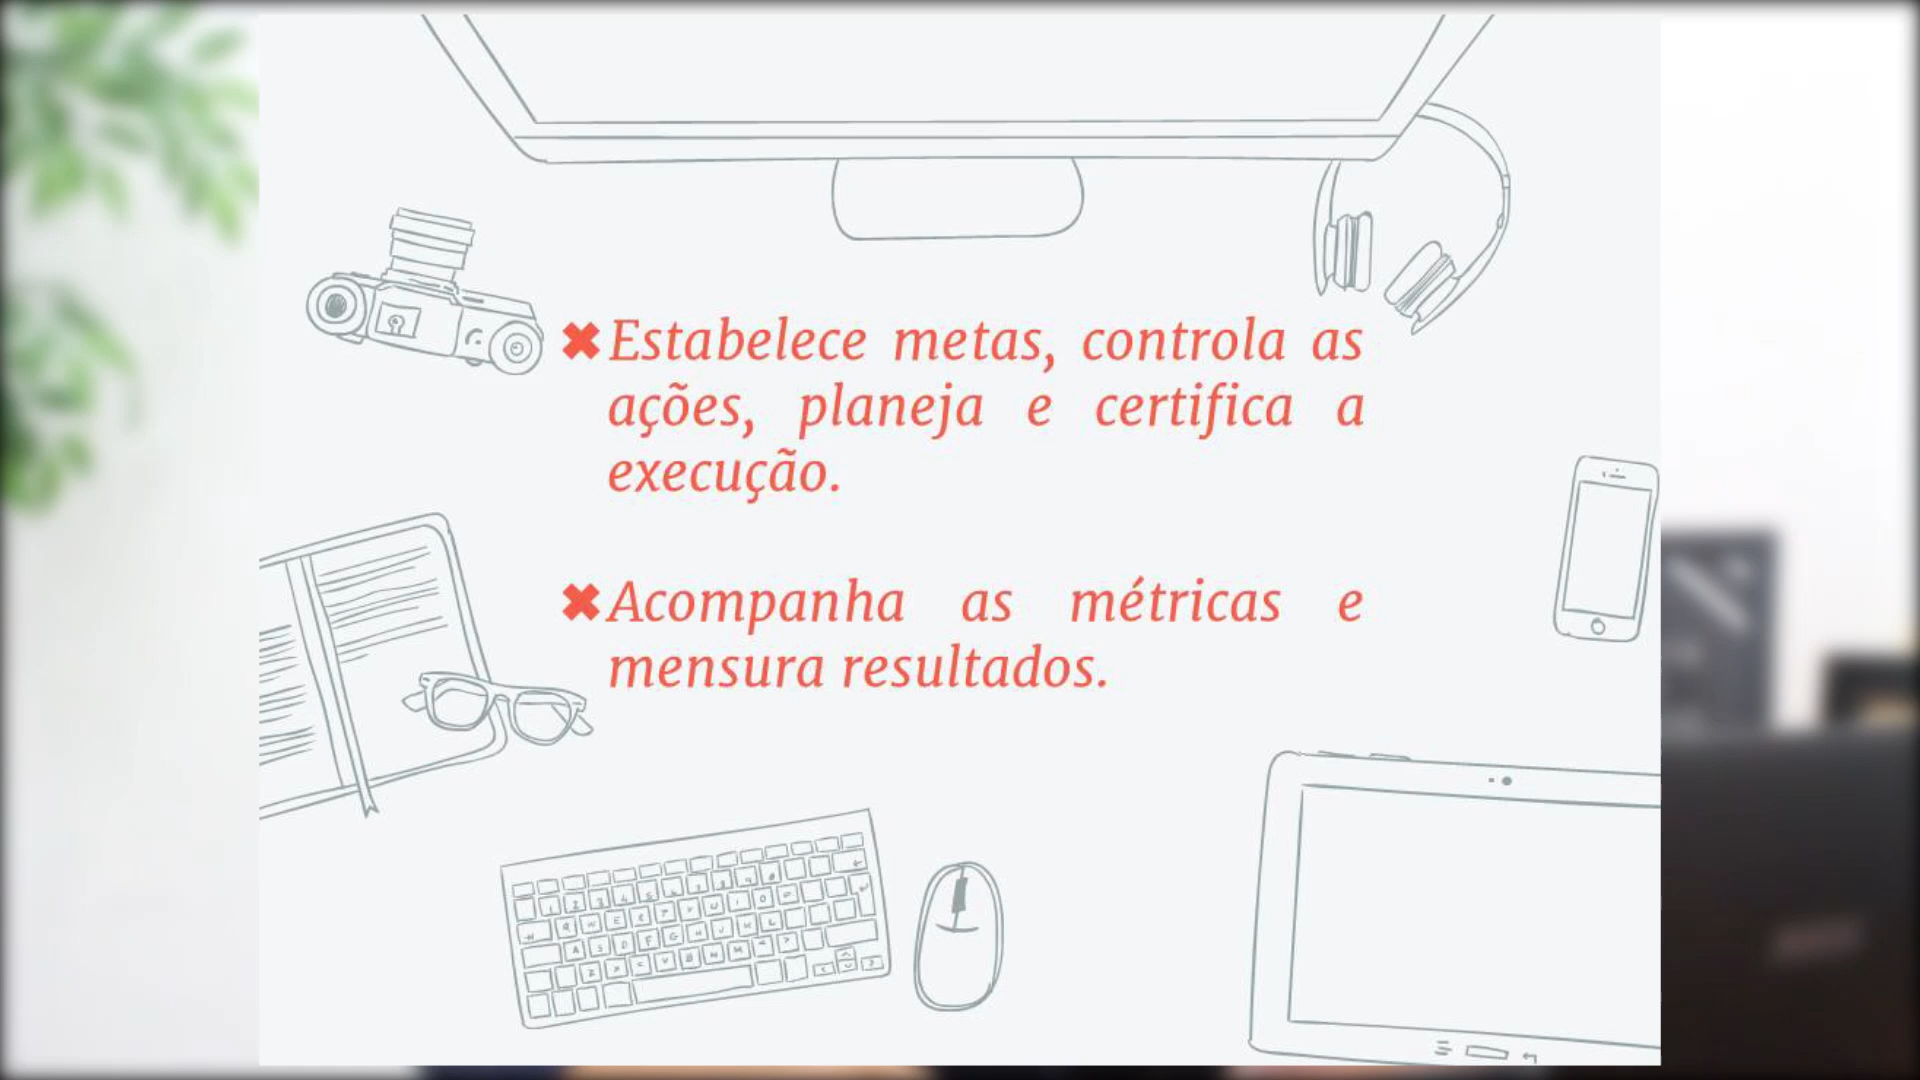 ✖Estabelece metas, controla as
ações, planeja e certifica a
execução.
✖Acompanha as métricas e
mensura resultados.